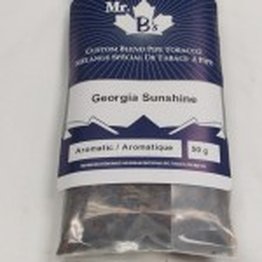 Mr.
B's
Custom Blend Pipe Tobacco
Mélange Spécial De Tabac À Pipe
Georgia Sunshine
Aromatic / Aromatique 50 g